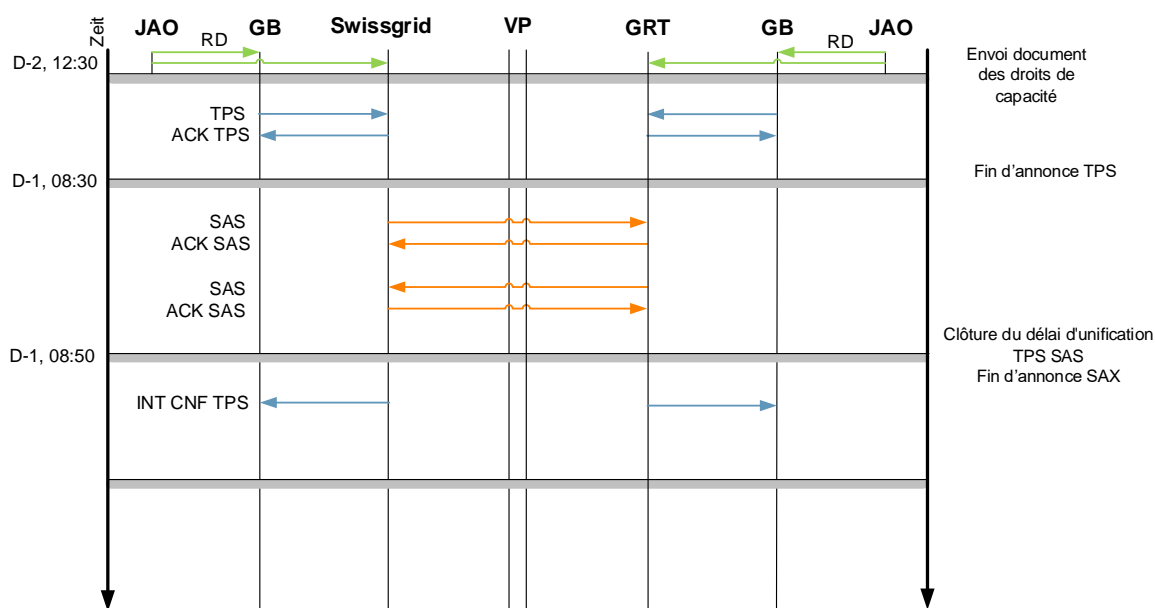 Zeit
JAO
GB
Swissgrid
VP
GRT
GB
JAO
RD
RD
D-2, 12:30
Envoi document
des droits de
capacité
TPS
ACK TPS
D-1, 08:30
Fin d'annonce TPS
SAS
ACK SAS
SAS
ACK SAS
D-1, 08:50
Clôture du délai d'unification
TPS SAS
Fin d'annonce SAX
INT CNF TPS